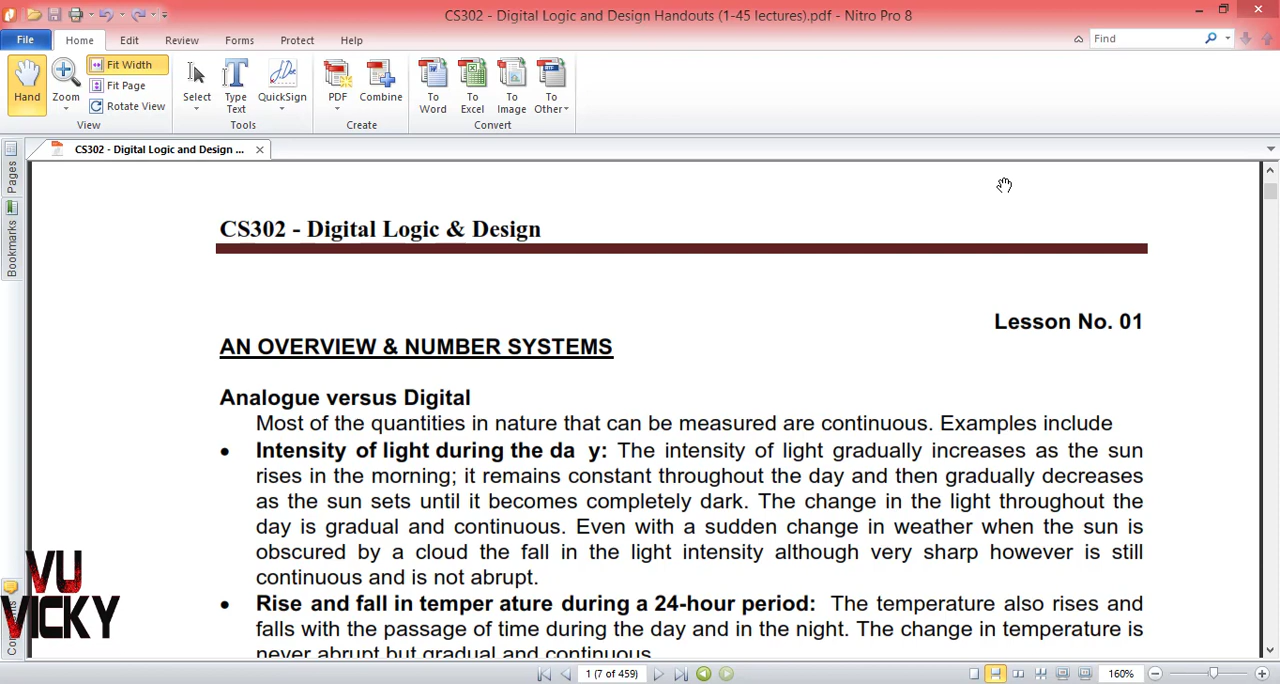 CS302 - Digital Logic and Design Handouts (1-45 lectures).pdf - Nitro Pro 8
File Home Edit Review Forms Protect Help Find
Hand Zoom Fit Width Fit Page Rotate View
View
Select Type Text QuickSign
Tools
PDF Combine
Create
To Word To Excel To Image To Other
Convert
CS302 - Digital Logic and Design ...
Pages
Bookmarks
CS302 - Digital Logic & Design
Lesson No. 01
AN OVERVIEW & NUMBER SYSTEMS
Analogue versus Digital
Most of the quantities in nature that can be measured are continuous. Examples include
• Intensity of light during the da y: The intensity of light gradually increases as the sun
rises in the morning; it remains constant throughout the day and then gradually decreases
as the sun sets until it becomes completely dark. The change in the light throughout the
day is gradual and continuous. Even with a sudden change in weather when the sun is
obscured by a cloud the fall in the light intensity although very sharp however is still
continuous and is not abrupt.
• Rise and fall in temper ature during a 24-hour period: The temperature also rises and
falls with the passage of time during the day and in the night. The change in temperature is
never abrupt but gradual and continuous.
VU
VICKY
1 (7 of 459)
160%